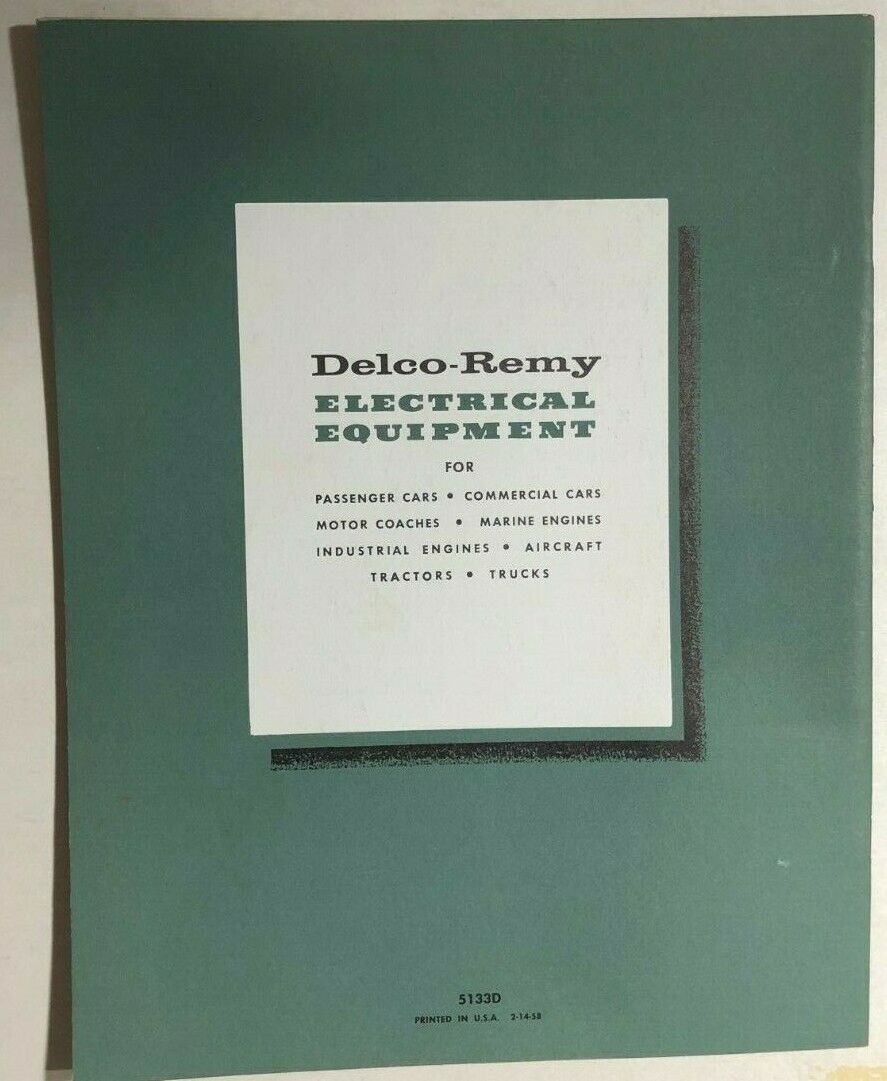 Delco-Remy
ELECTRICAL
EQUIPMENT
FOR
PASSENGER CARS • COMMERCIAL CARS
MOTOR COACHES • MARINE ENGINES
INDUSTRIAL ENGINES • AIRCRAFT
TRACTORS • TRUCKS
5133D
PRINTED IN U.S.A. 2-14-58